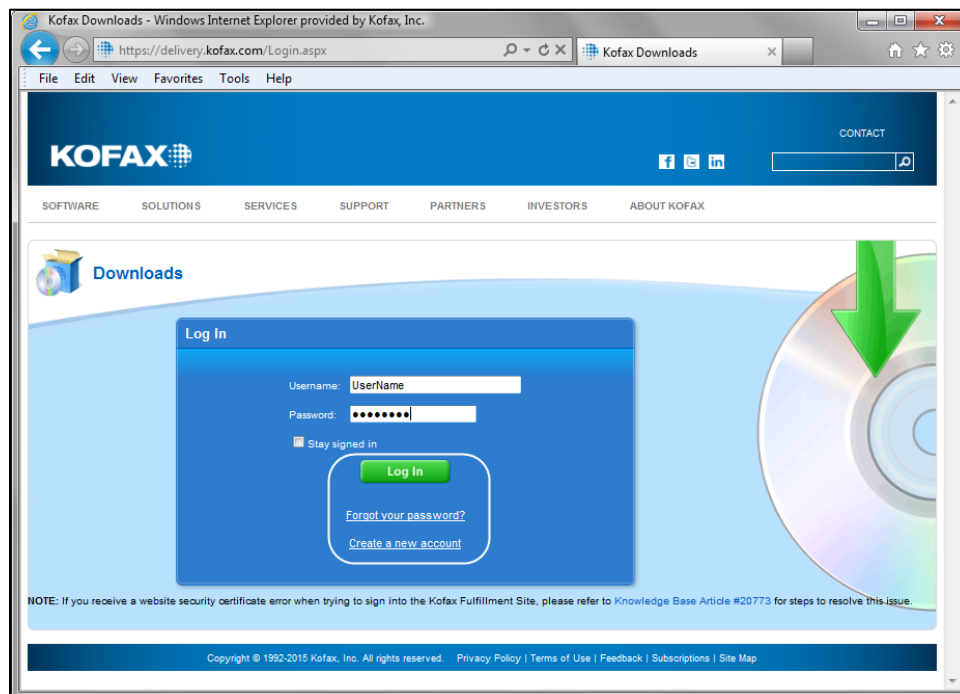 Kofax Downloads - Windows Internet Explorer provided by Kofax, Inc.
https://delivery.kofax.com/Login.aspx
Kofax Downloads
File Edit View Favorites Tools Help
CONTACT
KOFAX
SOFTWARE SOLUTIONS SERVICES SUPPORT PARTNERS INVESTORS ABOUT KOFAX
Downloads
Log In
Username: UserName
Password:
Stay signed in
Log In
Forgot your password?
Create a new account
NOTE: If you receive a website security certificate error when trying to sign into the Kofax Fulfillment Site, please refer to Knowledge Base Article #20773 for steps to resolve this issue.
Copyright © 1992-2015 Kofax, Inc. All rights reserved. Privacy Policy | Terms of Use | Feedback | Subscriptions | Site Map